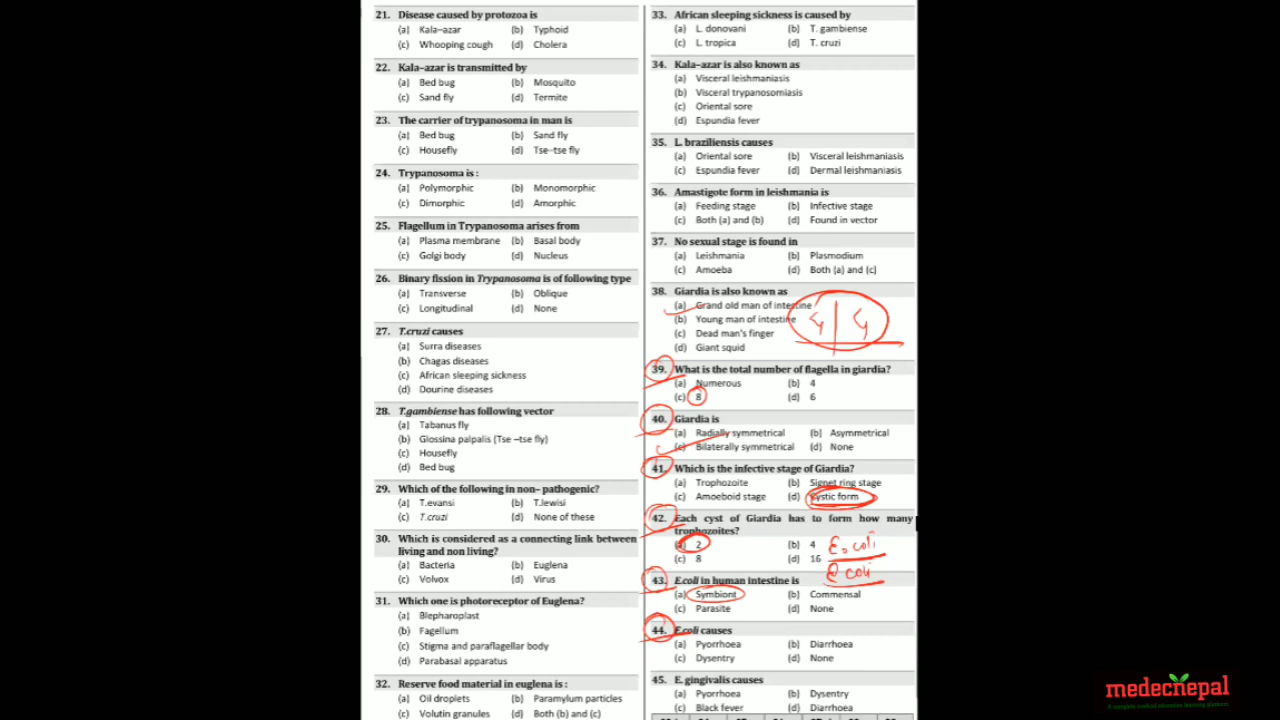 21. Disease caused by protozoa is
(a) Kala–azar (b) Typhoid
(c) Whooping cough (d) Cholera
22. Kala–azar is transmitted by
(a) Bed bug (b) Mosquito
(c) Sand fly (d) Termite
23. The carrier of trypanosoma in man is
(a) Bed bug (b) Sand fly
(c) Housefly (d) Tse–tse fly
24. Trypanosoma is :
(a) Polymorphic (b) Monomorphic
(c) Dimorphic (d) Amorphic
25. Flagellum in Trypanosoma arises from
(a) Plasma membrane (b) Basal body
(c) Golgi body (d) Nucleus
26. Binary fission in Trypanosoma is of following type
(a) Transverse (b) Oblique
(c) Longitudinal (d) None
27. T.cruzi causes
(a) Surra diseases
(b) Chagas diseases
(c) African sleeping sickness
(d) Dourine diseases
28. T.gambiense has following vector
(a) Tabanus fly
(b) Glossina palpalis (Tse –tse fly)
(c) Housefly
(d) Bed bug
29. Which of the following in non– pathogenic?
(a) T.evansi (b) T.lewisi
(c) T.cruzi (d) None of these
30. Which is considered as a connecting link between
living and non living?
(a) Bacteria (b) Euglena
(c) Volvox (d) Virus
31. Which one is photoreceptor of Euglena?
(a) Blepharoplast
(b) Fagellum
(c) Stigma and paraflagellar body
(d) Parabasal apparatus
32. Reserve food material in euglena is :
(a) Oil droplets (b) Paramylum particles
(c) Volutin granules (d) Both (b) and (c)
33. African sleeping sickness is caused by
(a) L. donovani (b) T. gambiense
(c) L. tropica (d) T. cruzi
34. Kala–azar is also known as
(a) Visceral leishmaniasis
(b) Visceral trypanosomiasis
(c) Oriental sore
(d) Espundia fever
35. L. braziliensis causes
(a) Oriental sore (b) Visceral leishmaniasis
(c) Espundia fever (d) Dermal leishmaniasis
36. Amastigote form in leishmania is
(a) Feeding stage (b) Infective stage
(c) Both (a) and (b) (d) Found in vector
37. No sexual stage is found in
(a) Leishmania (b) Plasmodium
(c) Amoeba (d) Both (a) and (c)
38. Giardia is also known as
(a) Grand old man of intestine
(b) Young man of intestine
(c) Dead man's finger
(d) Giant squid
39. What is the total number of flagella in giardia?
(a) Numerous (b) 4
(c) 8 (d) 6
40. Giardia is
(a) Radially symmetrical (b) Asymmetrical
(c) Bilaterally symmetrical (d) None
41. Which is the infective stage of Giardia?
(a) Trophozoite (b) Signet ring stage
(c) Amoeboid stage (d) Cystic form
42. Each cyst of Giardia has to form how many
trophozoites?
(a) 2 (b) 4 E. coli
(c) 8 (d) 16 E coli
43. E.coli in human intestine is
(a) Symbiont (b) Commensal
(c) Parasite (d) None
44. E.coli causes
(a) Pyorrhoea (b) Diarrhoea
(c) Dysentry (d) None
45. E. gingivalis causes
(a) Pyorrhoea (b) Dysentry
(c) Black fever (d) Diarrhoea
medecnepal